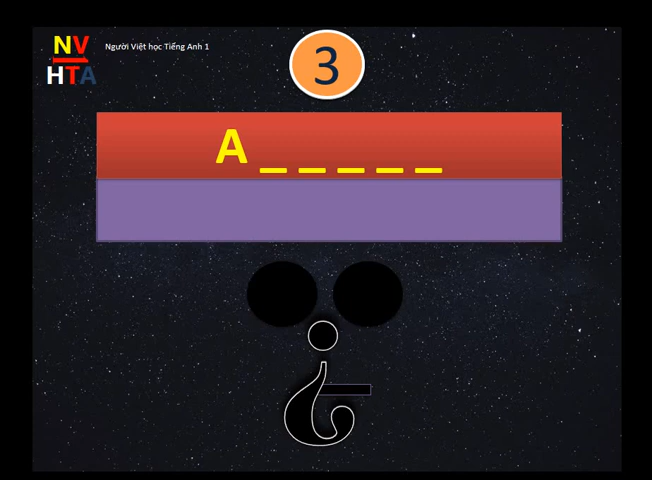 NV
HTA
Người Việt học Tiếng Anh 1
3
A _ _ _ _ _